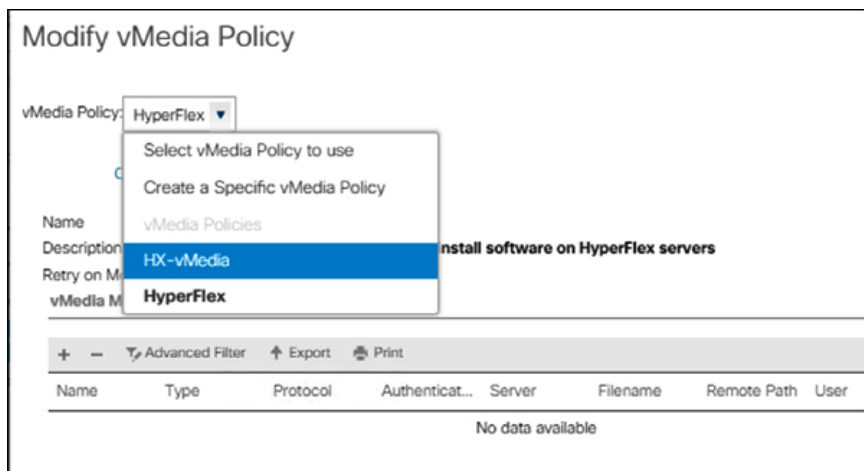 Modify vMedia Policy
vMedia Policy: HyperFlex
Select vMedia Policy to use
Create a Specific vMedia Policy
Name
vMedia Policies
Description
HX-vMedia
nstall software on HyperFlex servers
Retry on M
vMedia M
HyperFlex
+ − Advanced Filter Export Print
Name Type Protocol Authenticat... Server Filename Remote Path User
No data available